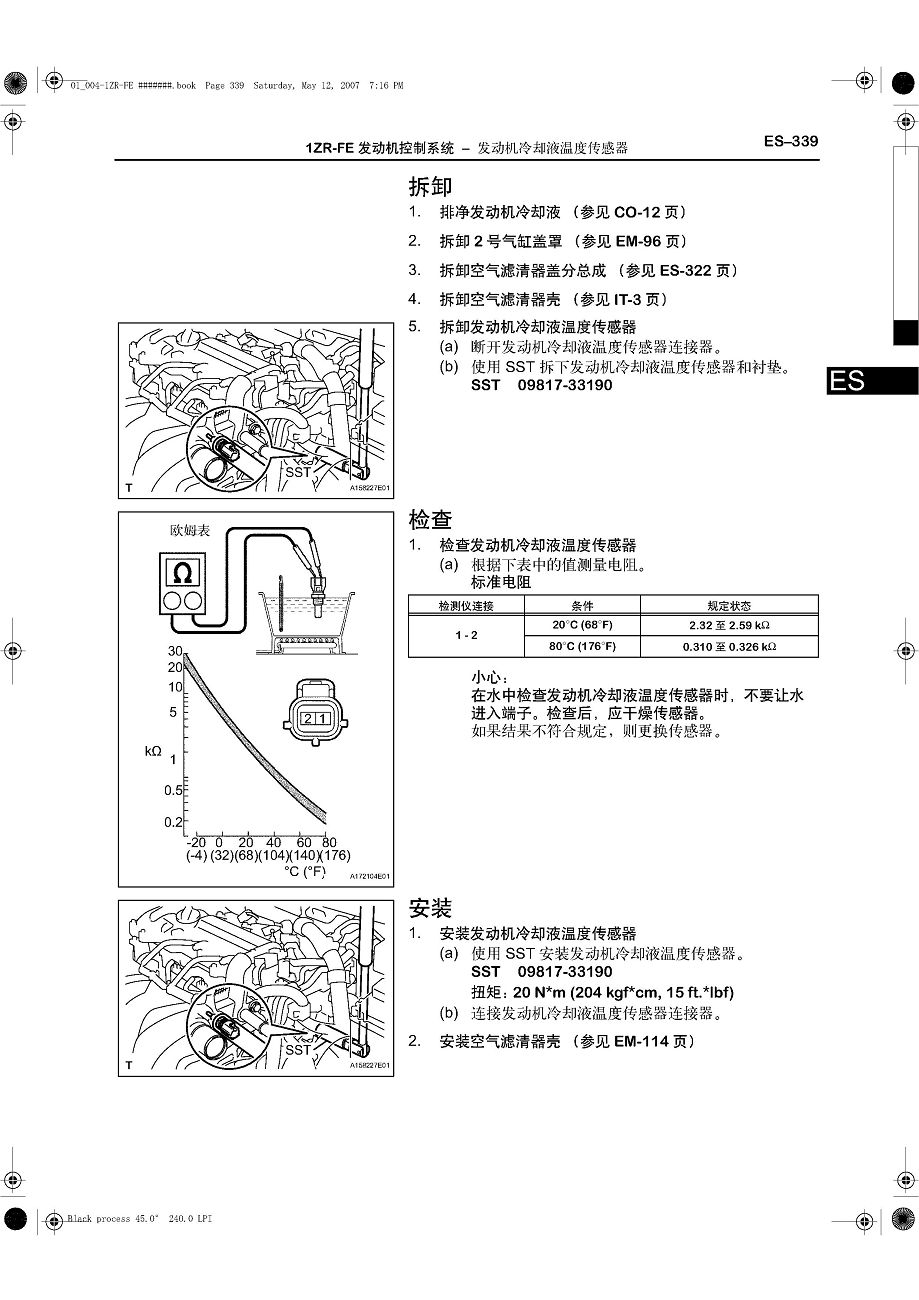 01_004-1ZR-FE #######.book Page 339 Saturday, May 12, 2007 7:16 PM
1ZR-FE 发动机控制系统 – 发动机冷却液温度传感器
ES–339
拆卸
1. 排净发动机冷却液 （参见 CO-12 页）
2. 拆卸 2 号气缸盖罩 （参见 EM-96 页）
3. 拆卸空气滤清器盖分总成 （参见 ES-322 页）
4. 拆卸空气滤清器壳 （参见 IT-3 页）
5. 拆卸发动机冷却液温度传感器
(a) 断开发动机冷却液温度传感器连接器。
(b) 使用 SST 拆下发动机冷却液温度传感器和衬垫。
SST 09817-33190
ES
SST
T
A158227E01
检查
1. 检查发动机冷却液温度传感器
(a) 根据下表中的值测量电阻。
标准电阻
检测仪连接 条件 规定状态
1 - 2
20°C (68°F) 2.32 至 2.59 kΩ
80°C (176°F) 0.310 至 0.326 kΩ
小心：
在水中检查发动机冷却液温度传感器时，不要让水
进入端子。检查后，应干燥传感器。
如果结果不符合规定，则更换传感器。
欧姆表
Ω
30
20
10
5
kΩ
1
0.5
0.2
2 1
-20 0 20 40 60 80
(-4) (32)(68)(104)(140)(176)
°C (°F)
A172104E01
安装
1. 安装发动机冷却液温度传感器
(a) 使用 SST 安装发动机冷却液温度传感器。
SST 09817-33190
扭矩：20 N*m (204 kgf*cm, 15 ft.*lbf)
(b) 连接发动机冷却液温度传感器连接器。
2. 安装空气滤清器壳 （参见 EM-114 页）
SST
T
A158227E01
Black process 45.0° 240.0 LPI